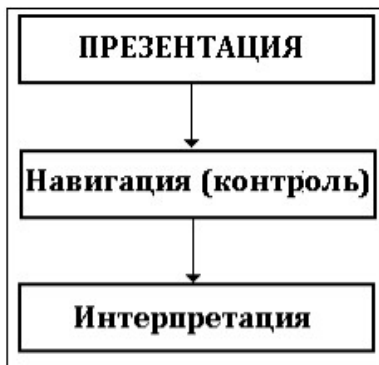 ПРЕЗЕНТАЦИЯ
Навигация (контроль)
Интерпретация